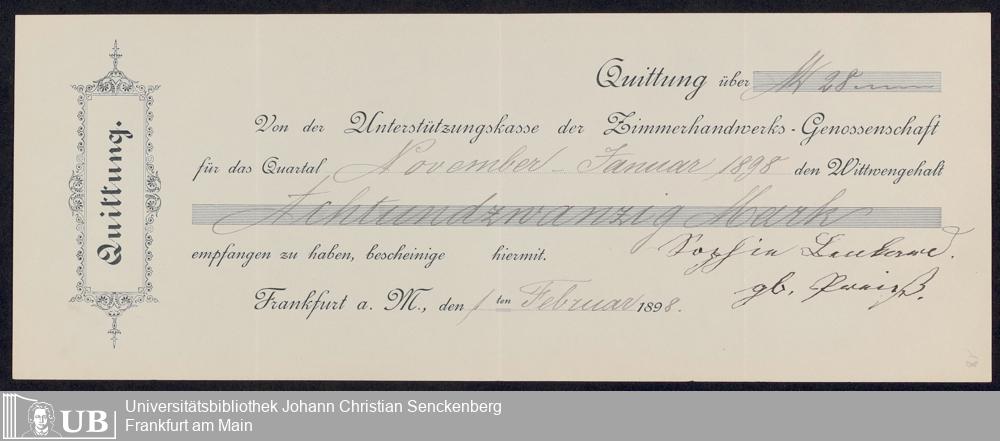 Quittung.
Quittung über M 28
Von der Unterstützungskasse der Zimmerhandwerks-Genossenschaft
für das Quartal November - Januar 1898 den Wittwengehalt
Achtundzwanzig Mark
empfangen zu haben, bescheinige hiermit.
Sophie
gb.
Frankfurt a. M., den 1ten Februar 1898.
UB
Universitätsbibliothek Johann Christian Senckenberg
Frankfurt am Main